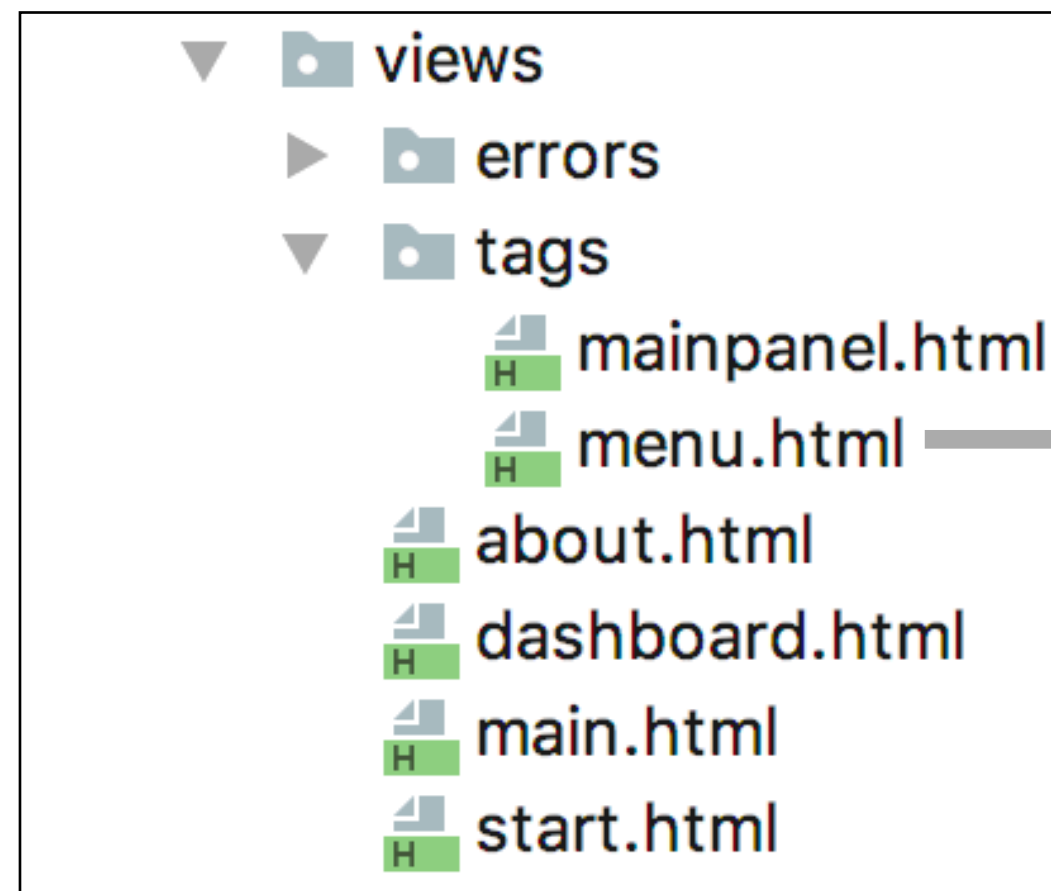 views
errors
tags
H mainpanel.html
H menu.html
H about.html
H dashboard.html
H main.html
H start.html